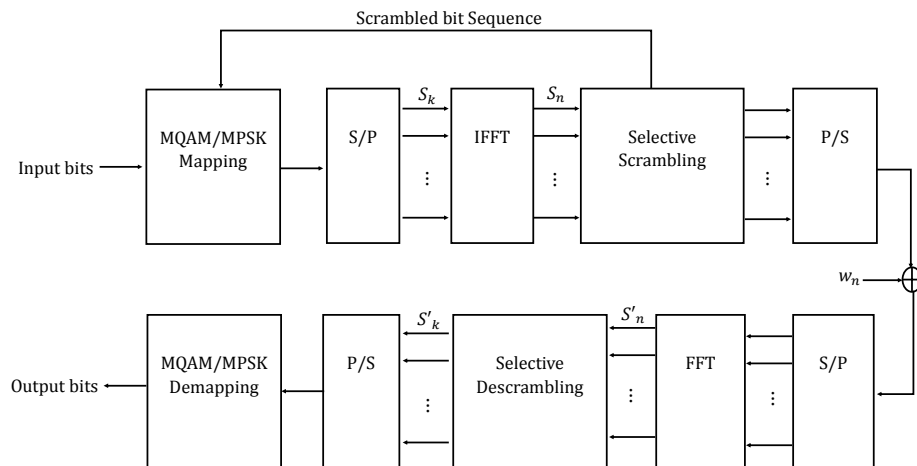 Scrambled bit Sequence
Input bits
MQAM/MPSK
Mapping
S/P
S_k
⋮
IFFT
S_n
⋮
Selective
Scrambling
⋮
P/S
w_n
Output bits
MQAM/MPSK
Demapping
P/S
S'_k
⋮
Selective
Descrambling
S'_n
⋮
FFT
⋮
S/P